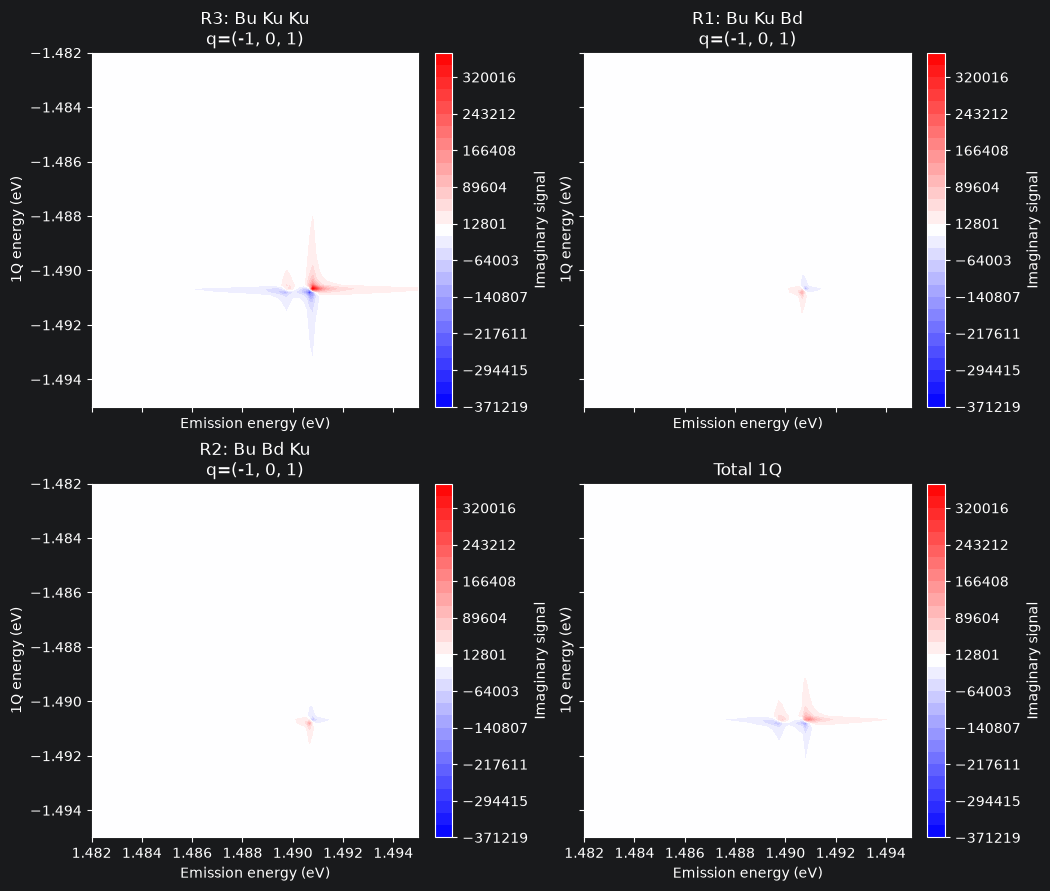 R3: Bu Ku Ku
q=(-1, 0, 1)
−1.482
−1.484
−1.486
−1.488
−1.490
−1.492
−1.494
1Q energy (eV)
Emission energy (eV)
320016
243212
166408
89604
12801
−64003
−140807
−217611
−294415
−371219
Imaginary signal
R1: Bu Ku Bd
q=(-1, 0, 1)
1Q energy (eV)
Emission energy (eV)
320016
243212
166408
89604
12801
−64003
−140807
−217611
−294415
−371219
Imaginary signal
R2: Bu Bd Ku
q=(-1, 0, 1)
−1.482
−1.484
−1.486
−1.488
−1.490
−1.492
−1.494
1Q energy (eV)
1.482 1.484 1.486 1.488 1.490 1.492 1.494
Emission energy (eV)
320016
243212
166408
89604
12801
−64003
−140807
−217611
−294415
−371219
Imaginary signal
Total 1Q
1Q energy (eV)
1.482 1.484 1.486 1.488 1.490 1.492 1.494
Emission energy (eV)
320016
243212
166408
89604
12801
−64003
−140807
−217611
−294415
−371219
Imaginary signal